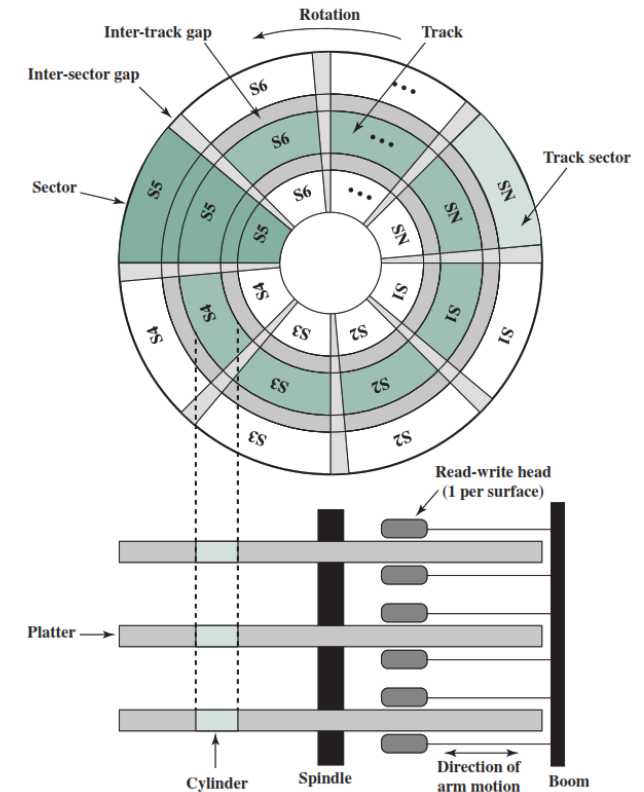 Rotation
Inter-track gap
Track
Inter-sector gap
S6
•••
S6
•••
Track sector
Sector
S5
S5
S5
S6
•••
SN
SN
SN
S4
S4
S4
S3
S3
S3
S2
S2
S2
S1
S1
S1
Read-write head
(1 per surface)
Platter
Cylinder
Spindle
Direction of
arm motion
Boom